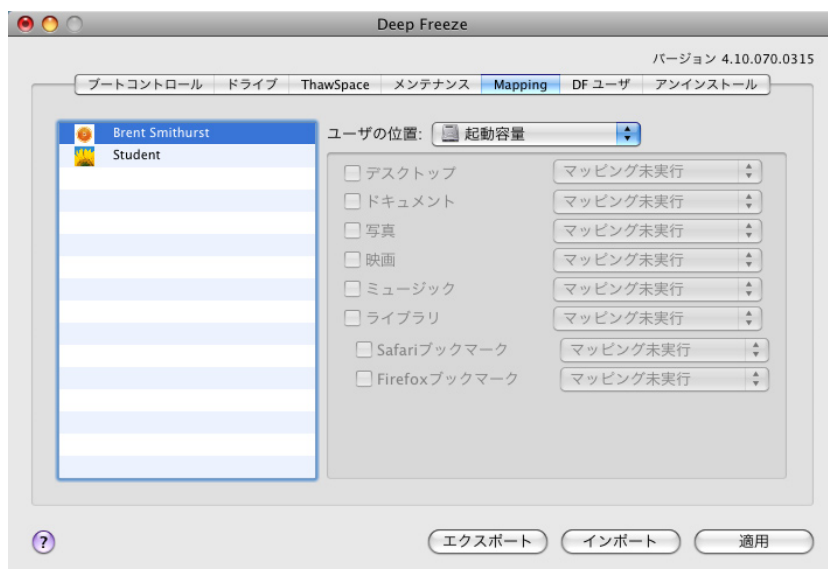 Deep Freeze
バージョン 4.10.070.0315
ブートコントロール ドライブ ThawSpace メンテナンス Mapping DF ユーザ アンインストール
Brent Smithurst
Student
ユーザの位置: 起動容量
デスクトップ マッピング未実行
ドキュメント マッピング未実行
写真 マッピング未実行
映画 マッピング未実行
ミュージック マッピング未実行
ライブラリ マッピング未実行
Safariブックマーク マッピング未実行
Firefoxブックマーク マッピング未実行
? エクスポート インポート 適用